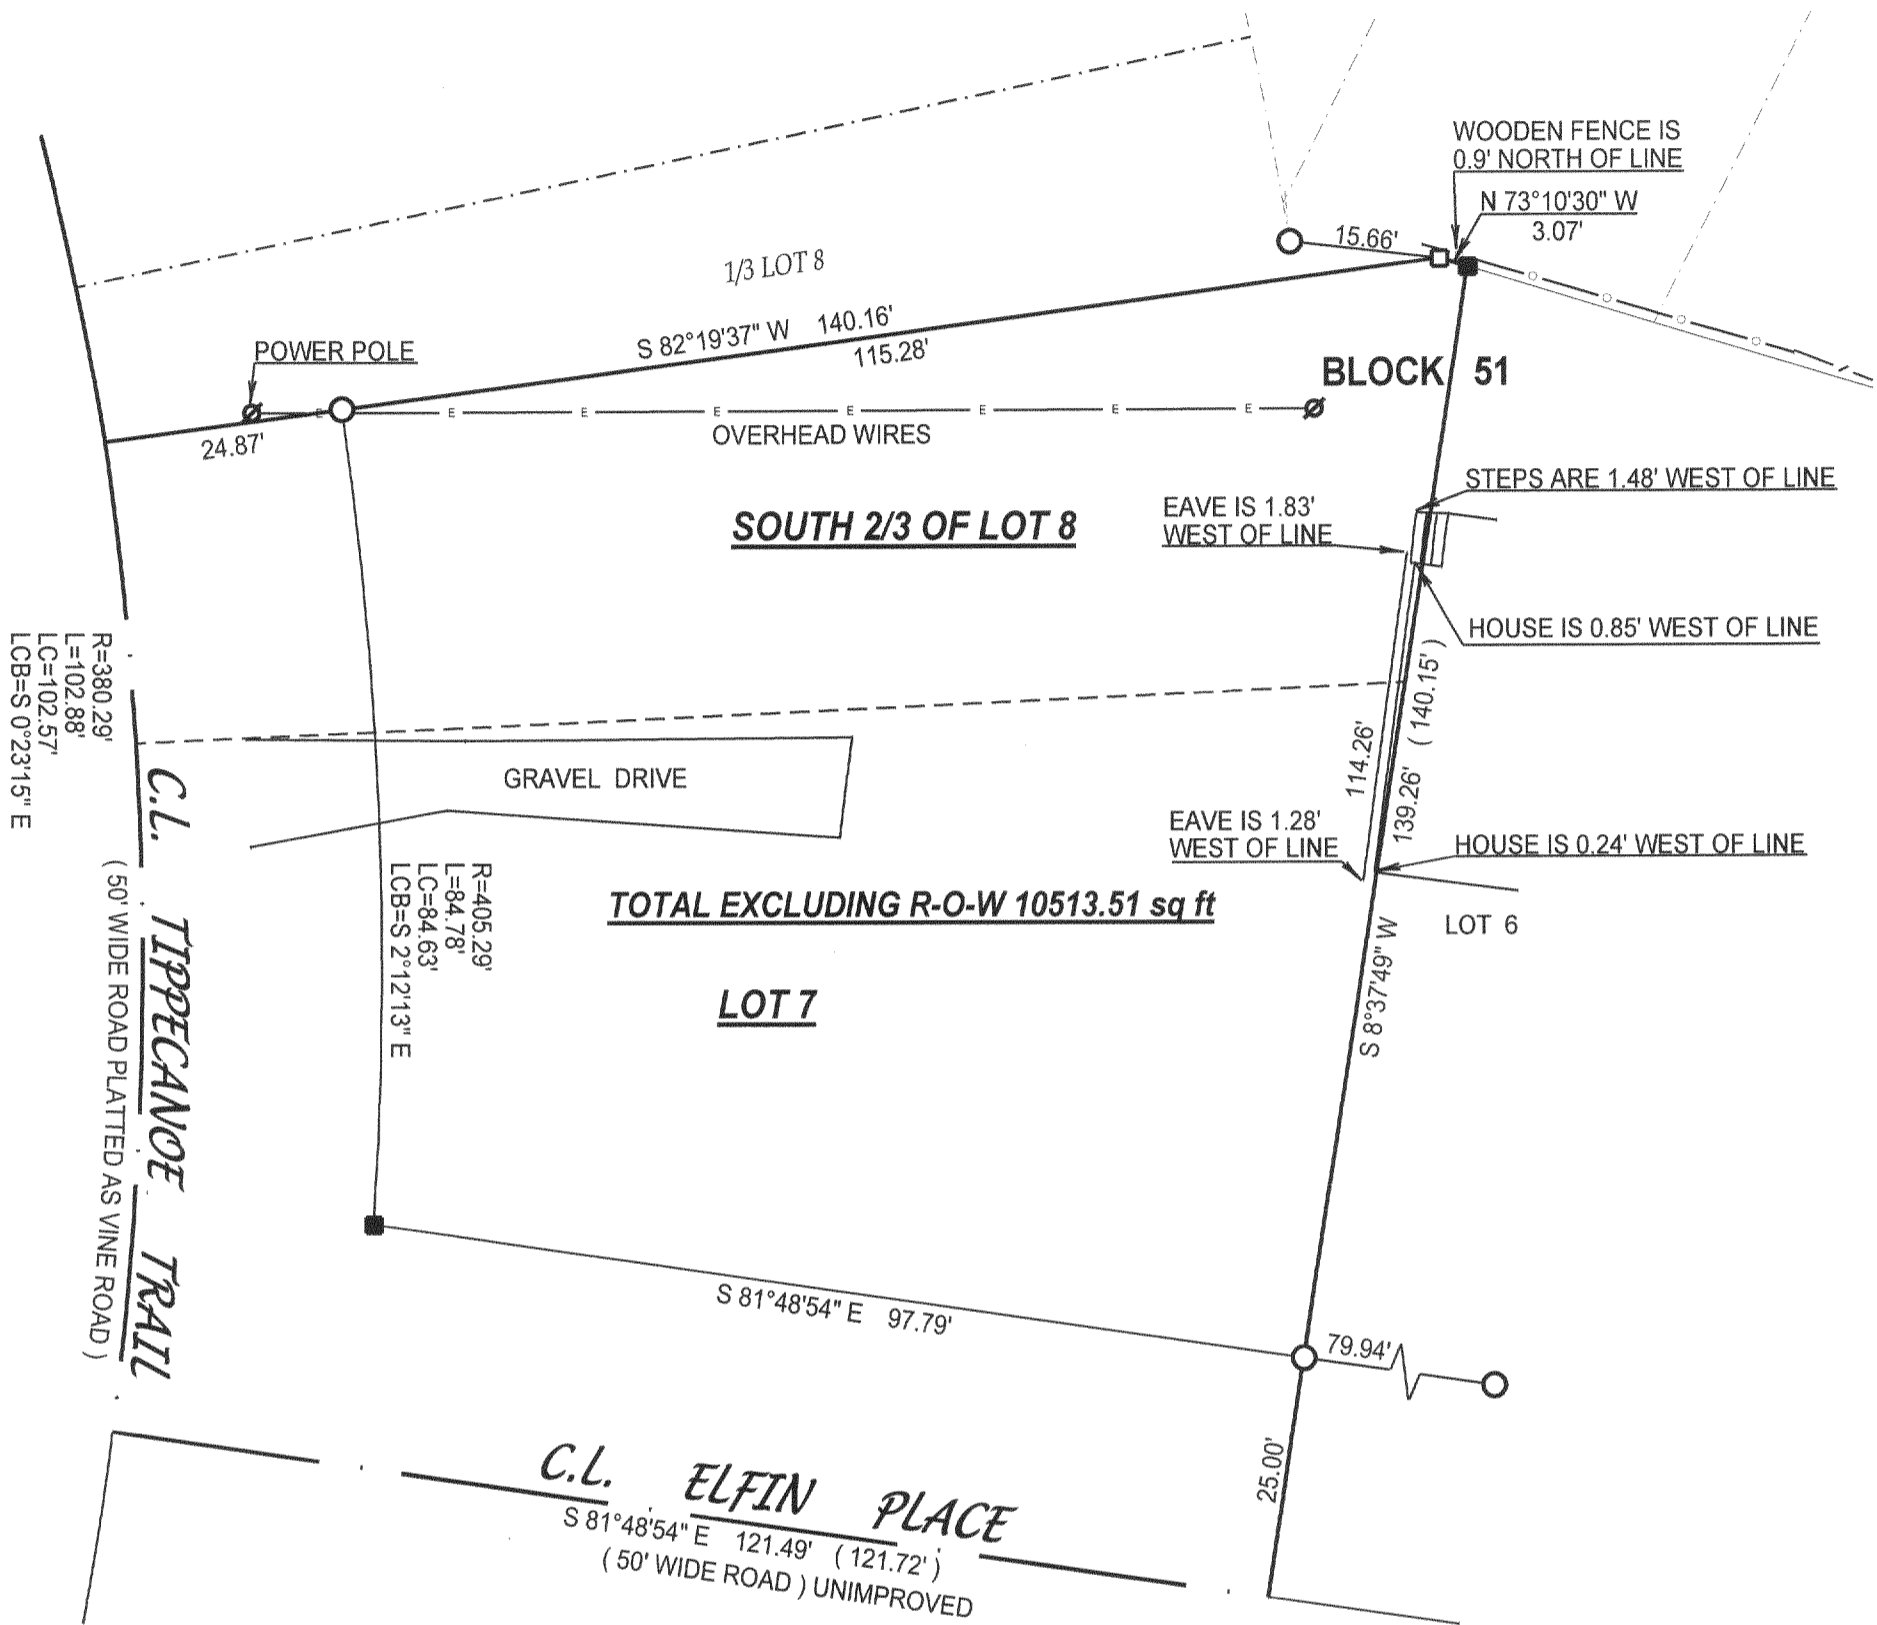 WOODEN FENCE IS
0.9' NORTH OF LINE
N 73°10'30" W
3.07'
15.66'
1/3 LOT 8
S 82°19'37" W 140.16'
115.28'
POWER POLE
24.87'
BLOCK 51
E E E E E E E E
OVERHEAD WIRES
STEPS ARE 1.48' WEST OF LINE
EAVE IS 1.83'
WEST OF LINE
SOUTH 2/3 OF LOT 8
HOUSE IS 0.85' WEST OF LINE
R=380.29'
L=102.88'
LC=102.57'
LCB=S 0°23'15" E
114.26'
139.26' ( 140.15' )
GRAVEL DRIVE
EAVE IS 1.28'
WEST OF LINE
HOUSE IS 0.24' WEST OF LINE
C.L. TIPPECANOE TRAIL
( 50' WIDE ROAD PLATTED AS VINE ROAD )
R=405.29'
L=84.78'
LC=84.63'
LCB=S 2°12'13" E
TOTAL EXCLUDING R-O-W 10513.51 sq ft
LOT 6
S 8°37'49" W
LOT 7
S 81°48'54" E 97.79'
79.94'
25.00'
C.L. ELFIN PLACE
S 81°48'54" E 121.49' ( 121.72' )
( 50' WIDE ROAD ) UNIMPROVED